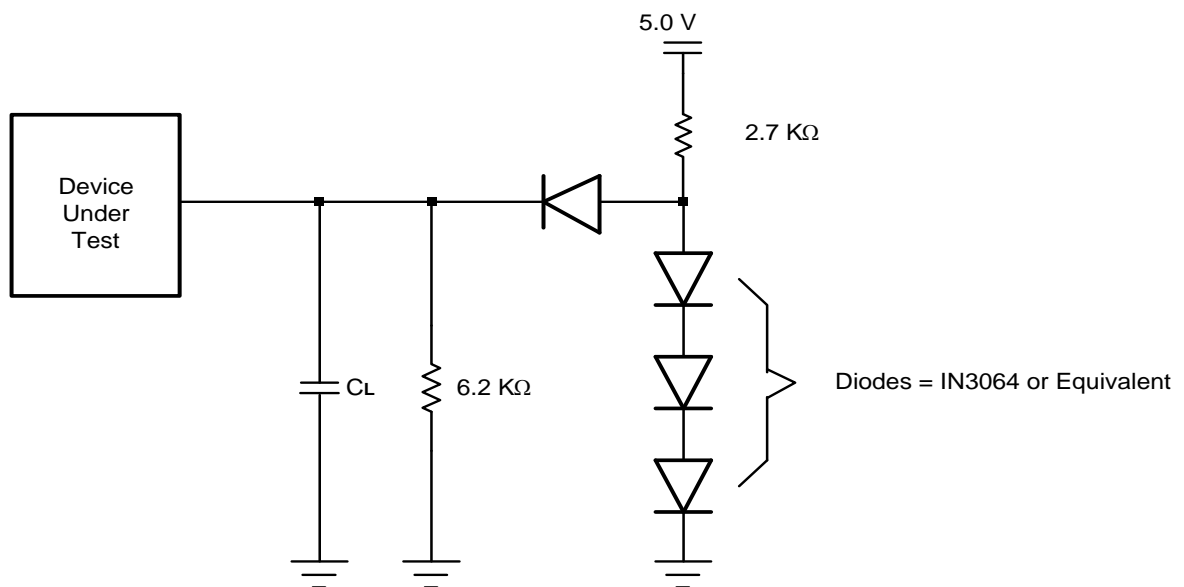 5.0 V
2.7 KΩ
Device
Under
Test
CL
6.2 KΩ
Diodes = IN3064 or Equivalent